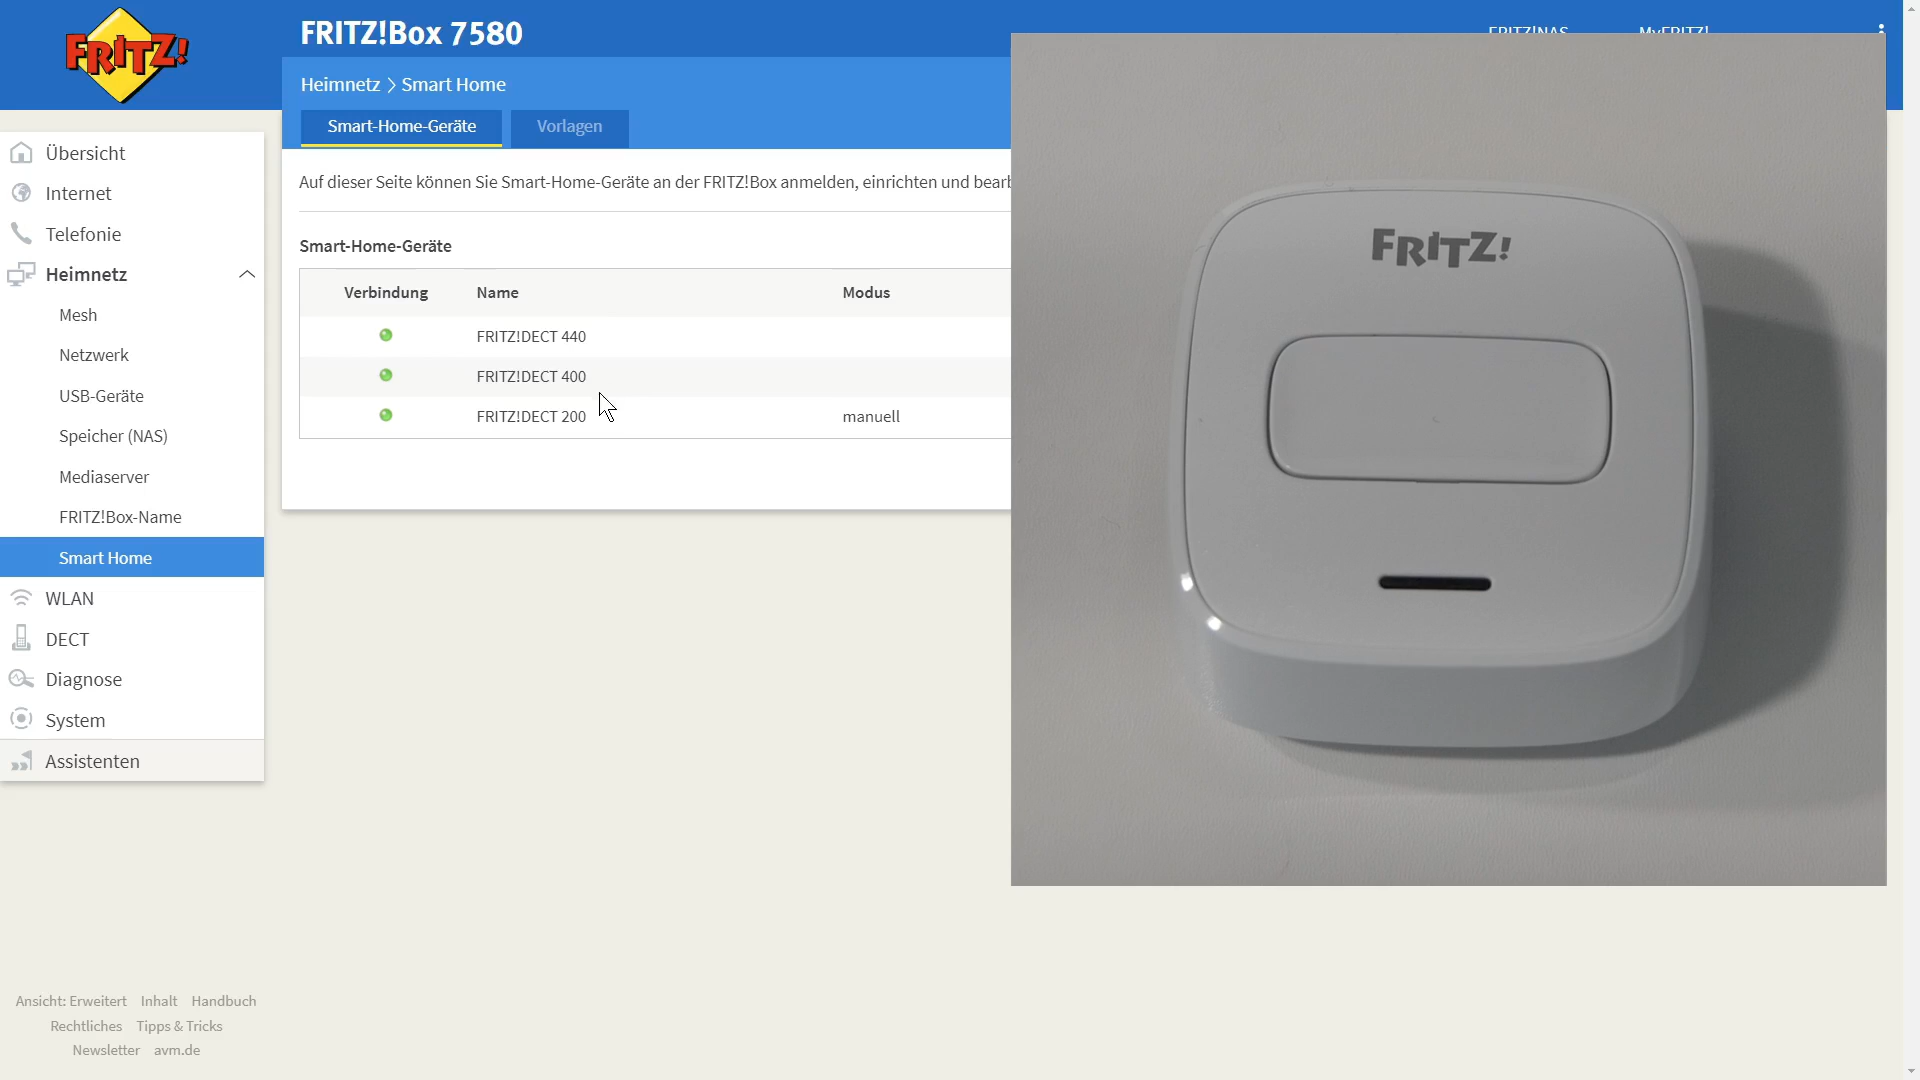 FRITZ!
FRITZ!Box 7580
FRITZ!NAS
MyFRITZ!
Heimnetz > Smart Home
Smart-Home-Geräte
Vorlagen
Übersicht
Internet
Telefonie
Heimnetz
Mesh
Netzwerk
USB-Geräte
Speicher (NAS)
Mediaserver
FRITZ!Box-Name
Smart Home
WLAN
DECT
Diagnose
System
Assistenten
Ansicht: Erweitert Inhalt Handbuch
Rechtliches Tipps & Tricks
Newsletter avm.de
Auf dieser Seite können Sie Smart-Home-Geräte an der FRITZ!Box anmelden, einrichten und
Smart-Home-Geräte
Verbindung Name Modus
FRITZ!DECT 440
FRITZ!DECT 400
FRITZ!DECT 200 manuell
FRITZ!